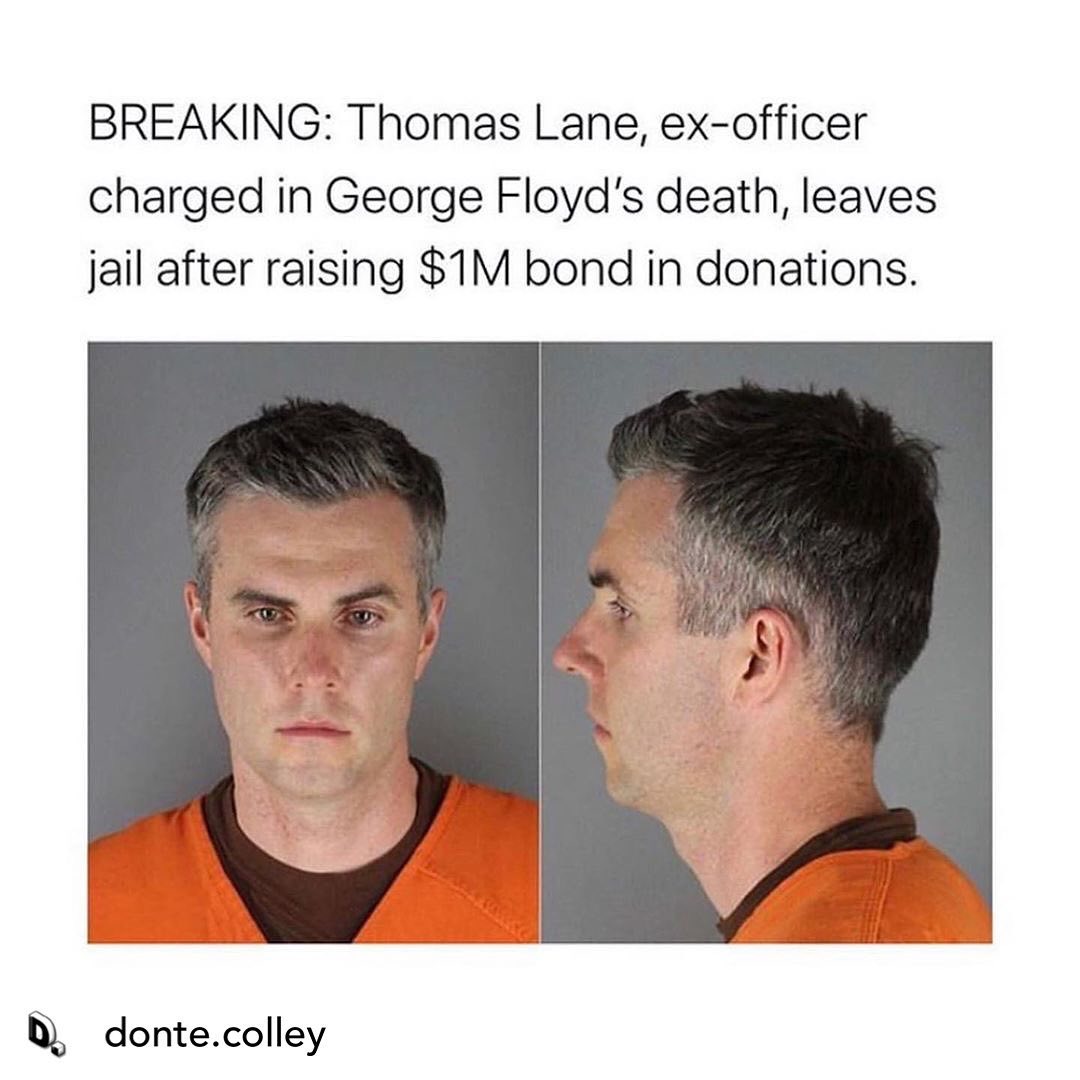 BREAKING: Thomas Lane, ex-officer
charged in George Floyd’s death, leaves
jail after raising $1M bond in donations.
D.
donte.colley